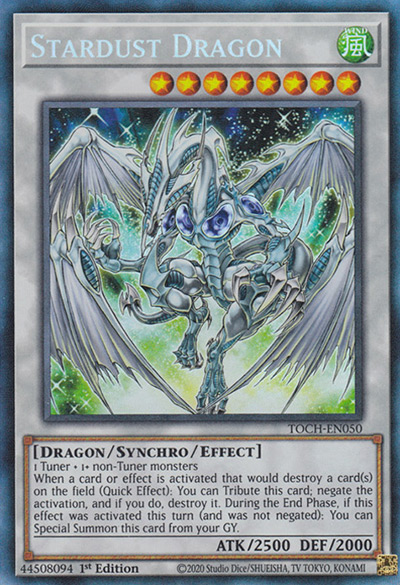 Stardust Dragon
WIND
風
TOCH-EN050
[Dragon/Synchro/Effect]
1 Tuner + 1+ non-Tuner monsters
When a card or effect is activated that would destroy a card(s)
on the field (Quick Effect): You can Tribute this card; negate the
activation, and if you do, destroy it. During the End Phase, if this
effect was activated this turn (and was not negated): You can
Special Summon this card from your GY.
ATK/2500 DEF/2000
44508094 1st Edition ©2020 Studio Dice/SHUEISHA, TV TOKYO, KONAMI